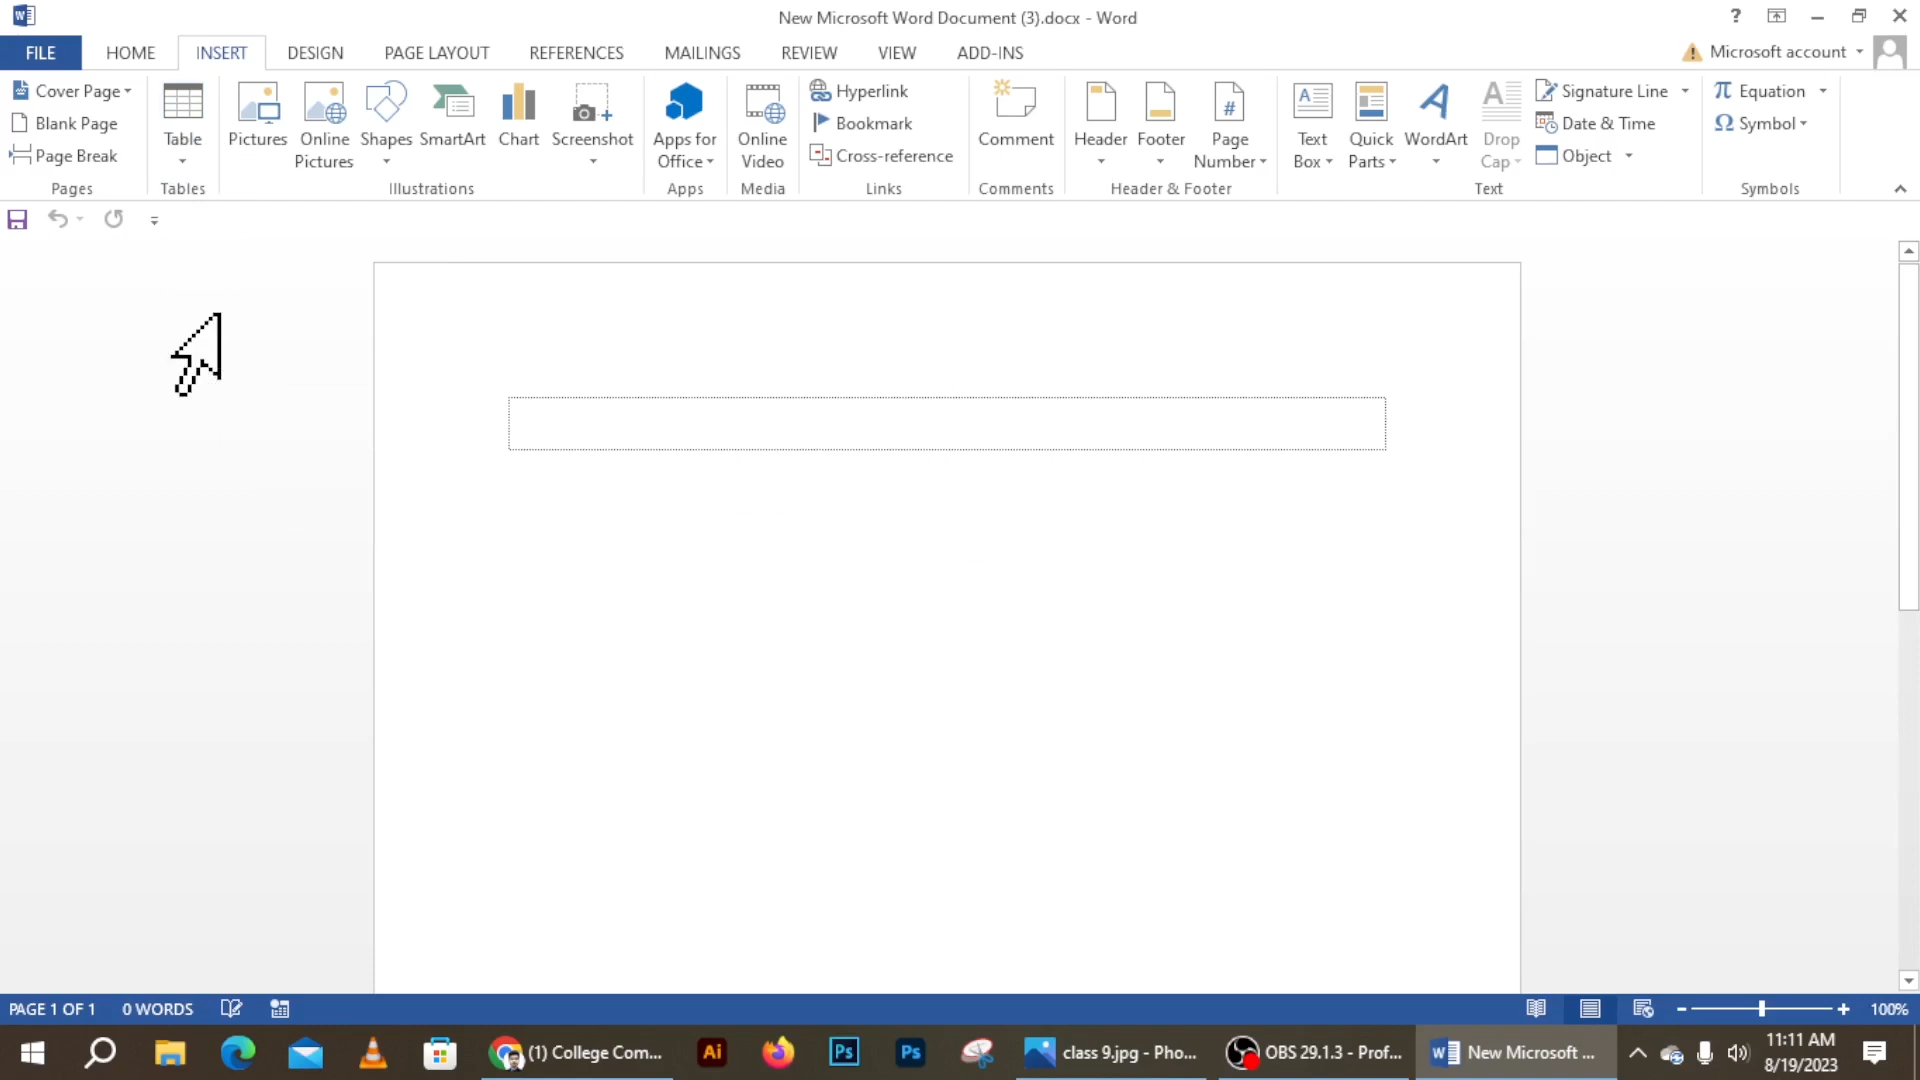 New Microsoft Word Document (3).docx - Word
?
FILE HOME INSERT DESIGN PAGE LAYOUT REFERENCES MAILINGS REVIEW VIEW ADD-INS Microsoft account
Cover Page
Blank Page
Page Break
Pages
Table
Tables
Pictures
Online Pictures
Shapes
SmartArt
Chart
Screenshot
Illustrations
Apps for Office
Apps
Online Video
Media
Hyperlink
Bookmark
Cross-reference
Links
Comment
Comments
Header
Footer
Page Number
Header & Footer
Text Box
Quick Parts
WordArt
Drop Cap
Signature Line
Date & Time
Object
Text
Equation
Symbol
Symbols
PAGE 1 OF 1 0 WORDS 100%
(1) College Com... Ai Ps Ps class 9.jpg - Pho... OBS 29.1.3 - Prof... New Microsoft ...
11:11 AM
8/19/2023